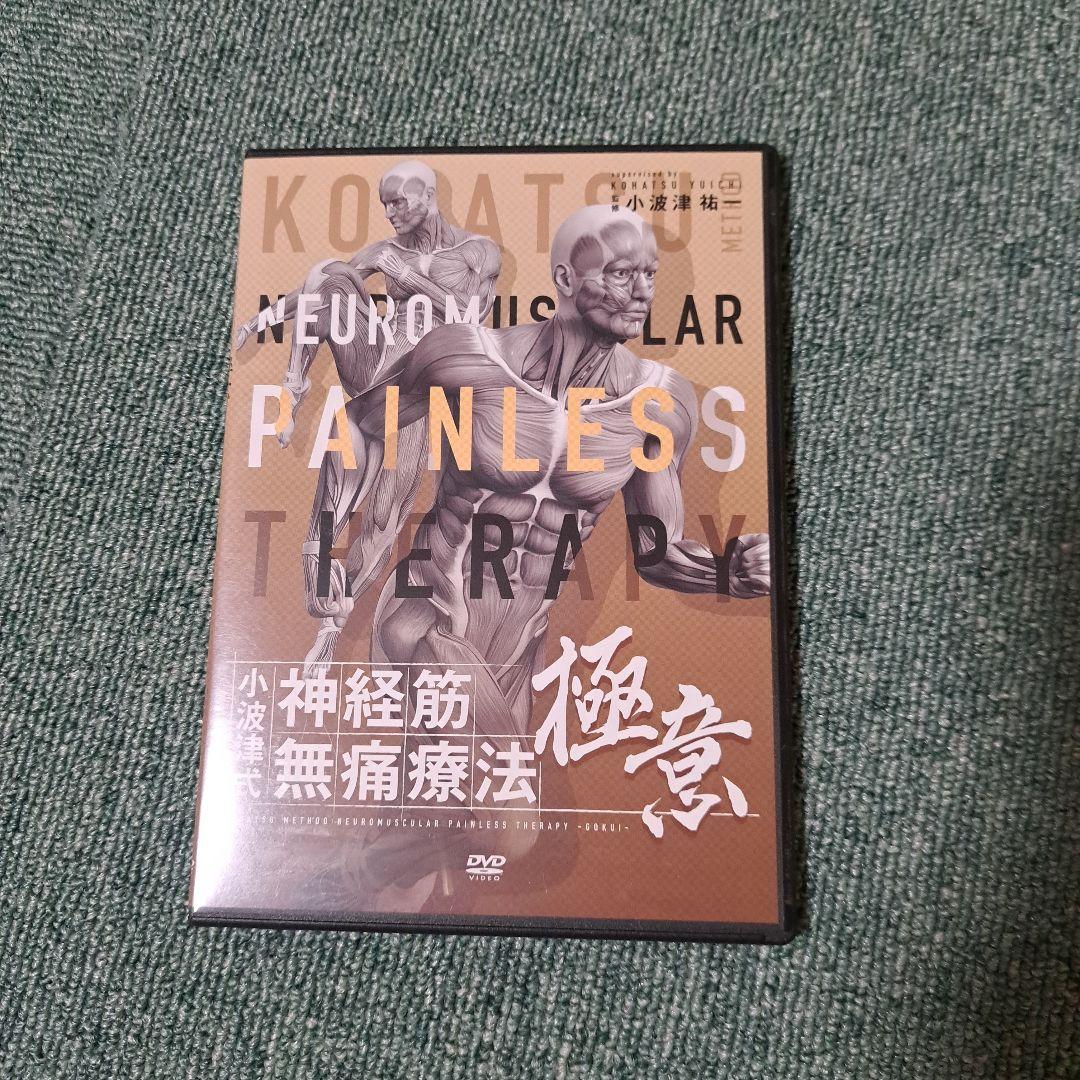 supervised by
KOHATSU YUICHI
監修 小波津祐一
KOHATSU
METHOD
NEUROMUSCULAR
PAINLESS
THERAPY
小波津式
神経筋
無痛療法
極意
METHOD NEUROMUSCULAR PAINLESS THERAPY ~GOKUI~
DVD
VIDEO